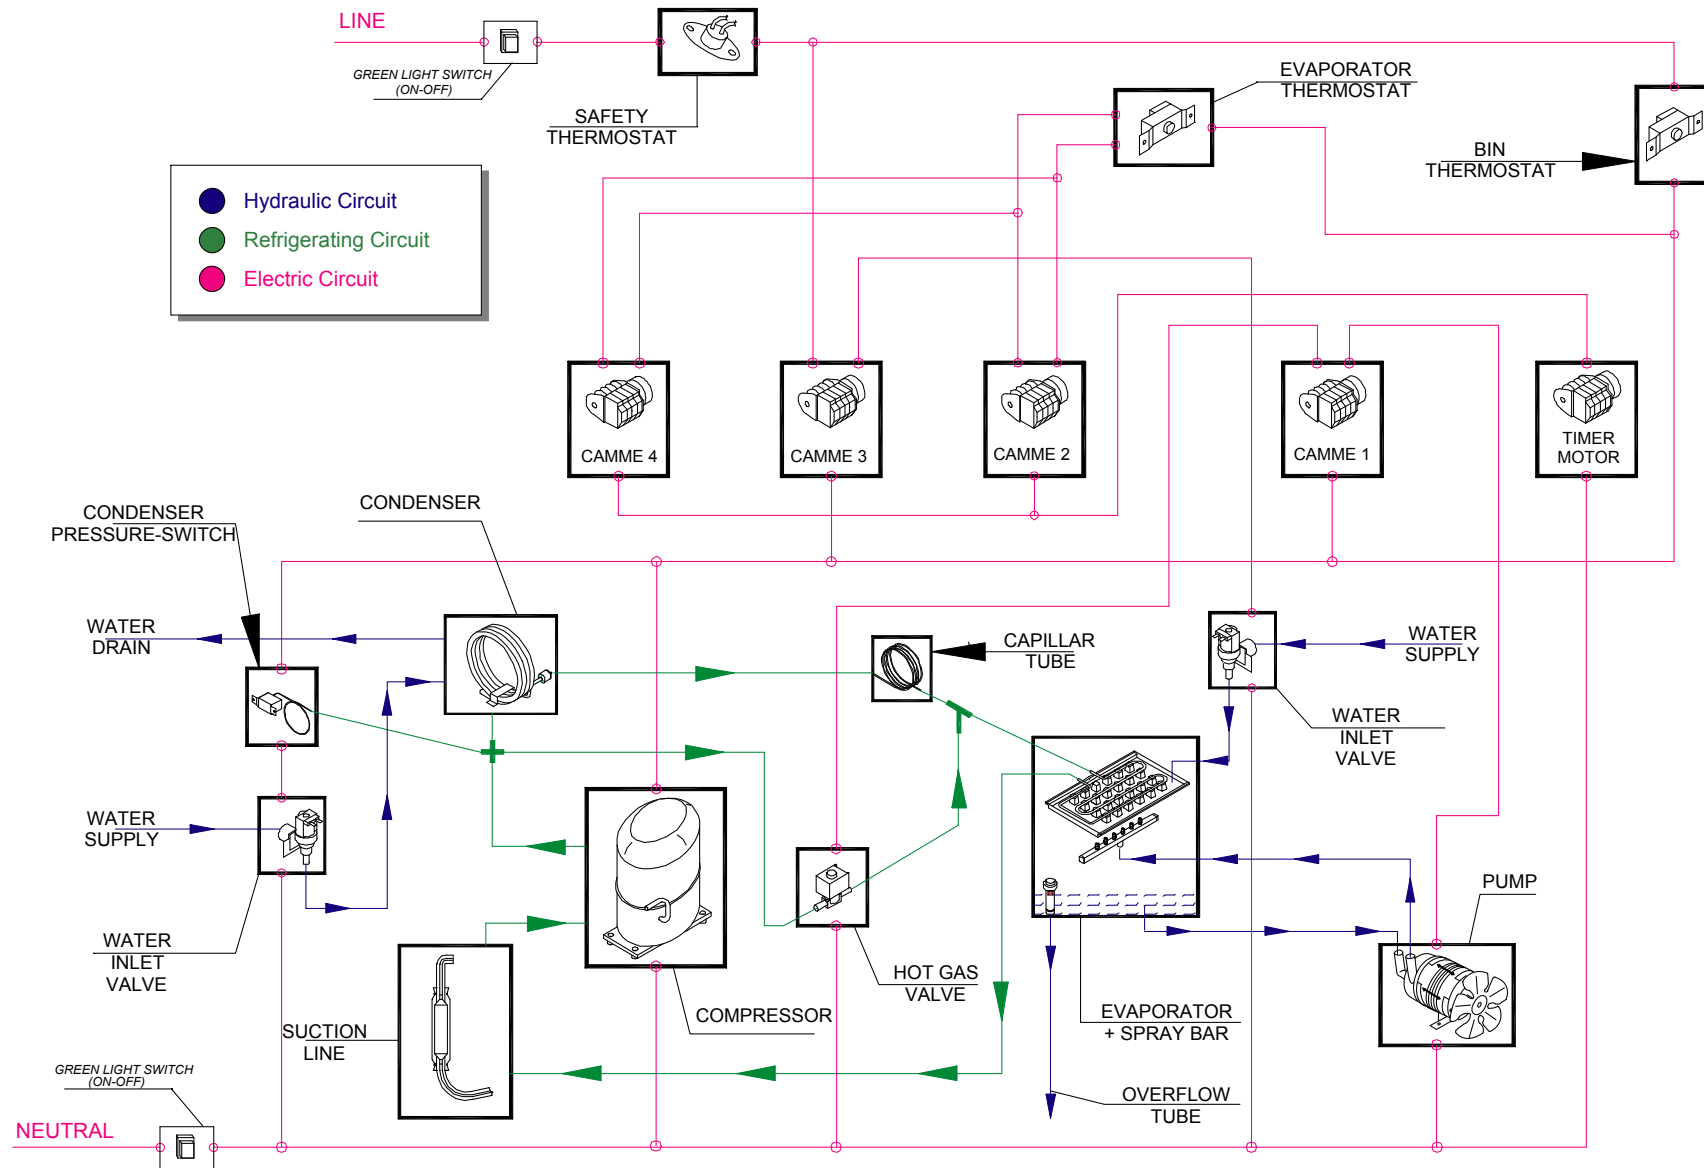 LINE
GREEN LIGHT SWITCH
(ON-OFF)
SAFETY
THERMOSTAT
EVAPORATOR
THERMOSTAT
BIN
THERMOSTAT
Hydraulic Circuit
Refrigerating Circuit
Electric Circuit
CAMME 4
CAMME 3
CAMME 2
CAMME 1
TIMER
MOTOR
CONDENSER
PRESSURE-SWITCH
CONDENSER
WATER
DRAIN
CAPILLAR
TUBE
WATER
SUPPLY
WATER
INLET
VALVE
WATER
SUPPLY
WATER
INLET
VALVE
PUMP
HOT GAS
VALVE
COMPRESSOR
EVAPORATOR
+ SPRAY BAR
SUCTION
LINE
OVERFLOW
TUBE
GREEN LIGHT SWITCH
(ON-OFF)
NEUTRAL